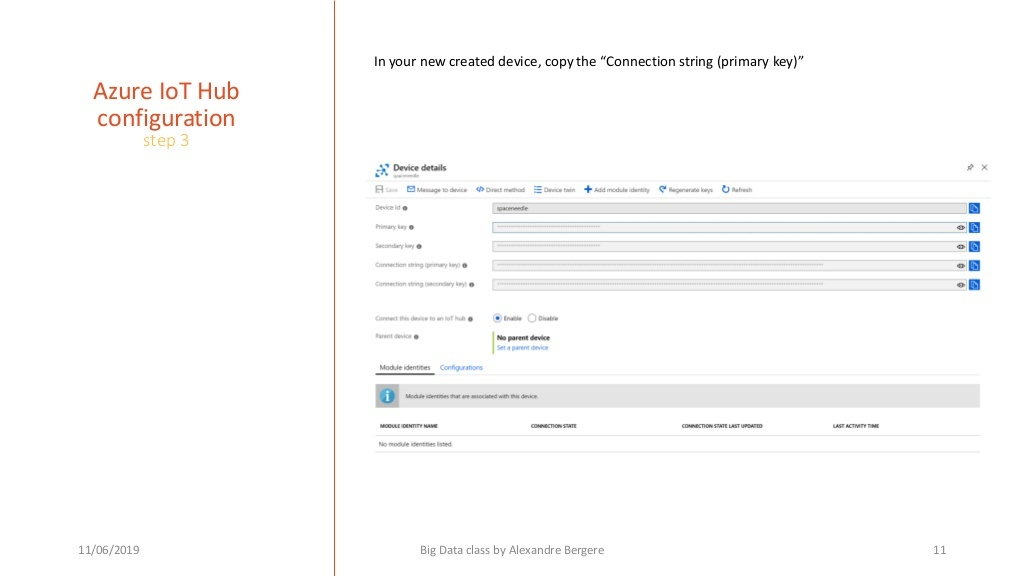 Azure IoT Hub
configuration
step 3
In your new created device, copy the “Connection string (primary key)”
Device details
spaceneedle
Save Message to device Direct method Device twin Add module identity Regenerate keys Refresh
Device Id spaceneedle
Primary key
Secondary key
Connection string (primary key)
Connection string (secondary key)
Connect this device to an IoT hub Enable Disable
Parent device No parent device
Set a parent device
Module identities Configurations
Module identities that are associated with this device.
MODULE IDENTITY NAME CONNECTION STATE CONNECTION STATE LAST UPDATED LAST ACTIVITY TIME
No module identities listed.
11/06/2019 Big Data class by Alexandre Bergere 11